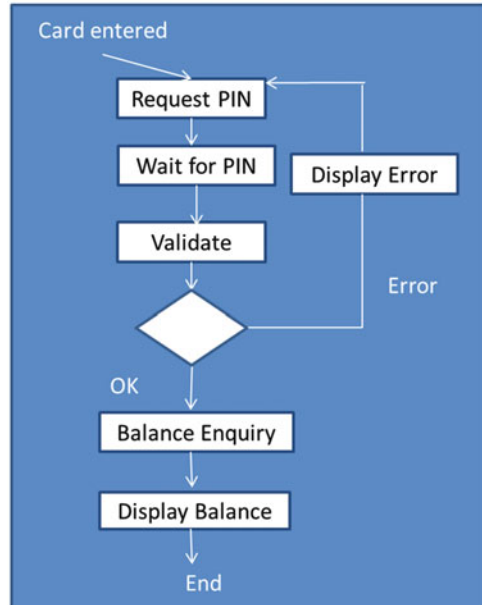 Card entered
Request PIN
Wait for PIN
Display Error
Validate
Error
OK
Balance Enquiry
Display Balance
End